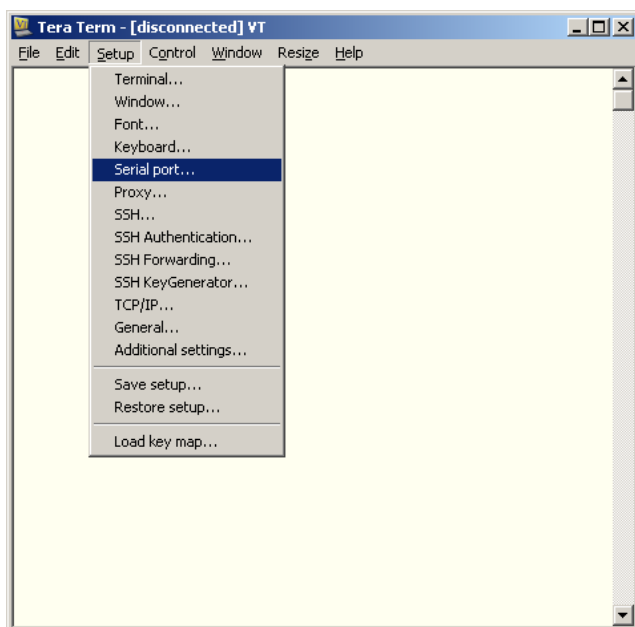 Tera Term - [disconnected] VT
File Edit Setup Control Window Resize Help
Terminal...
Window...
Font...
Keyboard...
Serial port...
Proxy...
SSH...
SSH Authentication...
SSH Forwarding...
SSH KeyGenerator...
TCP/IP...
General...
Additional settings...
Save setup...
Restore setup...
Load key map...